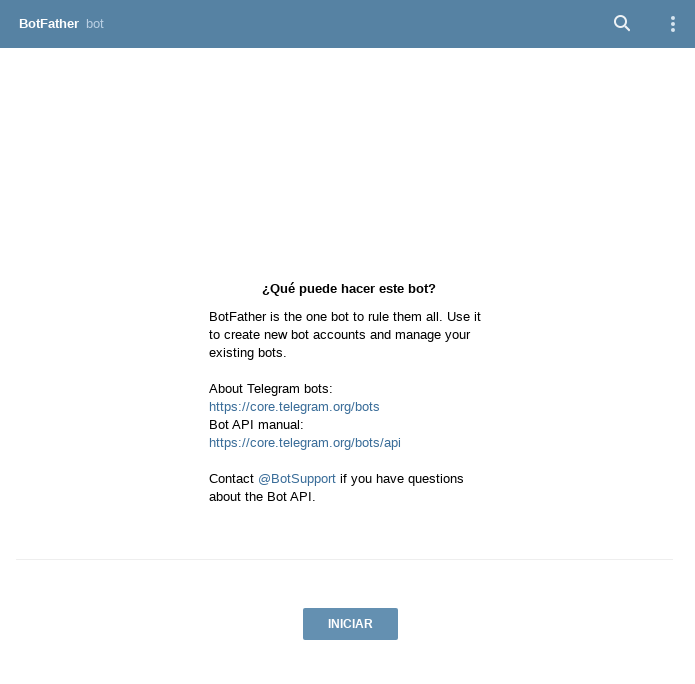 BotFather bot
¿Qué puede hacer este bot?
BotFather is the one bot to rule them all. Use it
to create new bot accounts and manage your
existing bots.
About Telegram bots:
https://core.telegram.org/bots
Bot API manual:
https://core.telegram.org/bots/api
Contact @BotSupport if you have questions
about the Bot API.
INICIAR